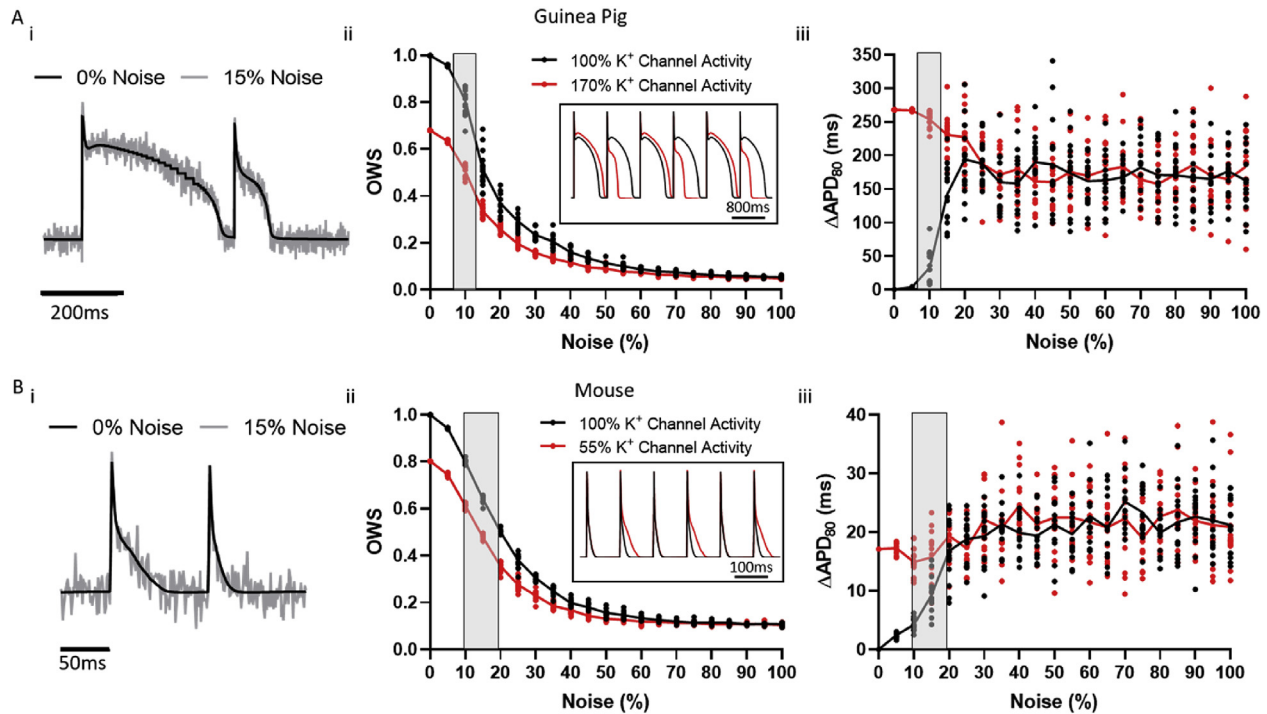 A
Guinea Pig
i
0% Noise
15% Noise
200ms
ii
OWS
1.0
0.8
0.6
0.4
0.2
0.0
100% K⁺ Channel Activity
170% K⁺ Channel Activity
800ms
0 10 20 30 40 50 60 70 80 90 100
Noise (%)
iii
ΔAPD₈₀ (ms)
350
300
250
200
150
100
50
0
0 10 20 30 40 50 60 70 80 90 100
Noise (%)
B
Mouse
i
0% Noise
15% Noise
50ms
ii
OWS
1.0
0.8
0.6
0.4
0.2
0.0
100% K⁺ Channel Activity
55% K⁺ Channel Activity
100ms
0 10 20 30 40 50 60 70 80 90 100
Noise (%)
iii
ΔAPD₈₀ (ms)
40
30
20
10
0
0 10 20 30 40 50 60 70 80 90 100
Noise (%)